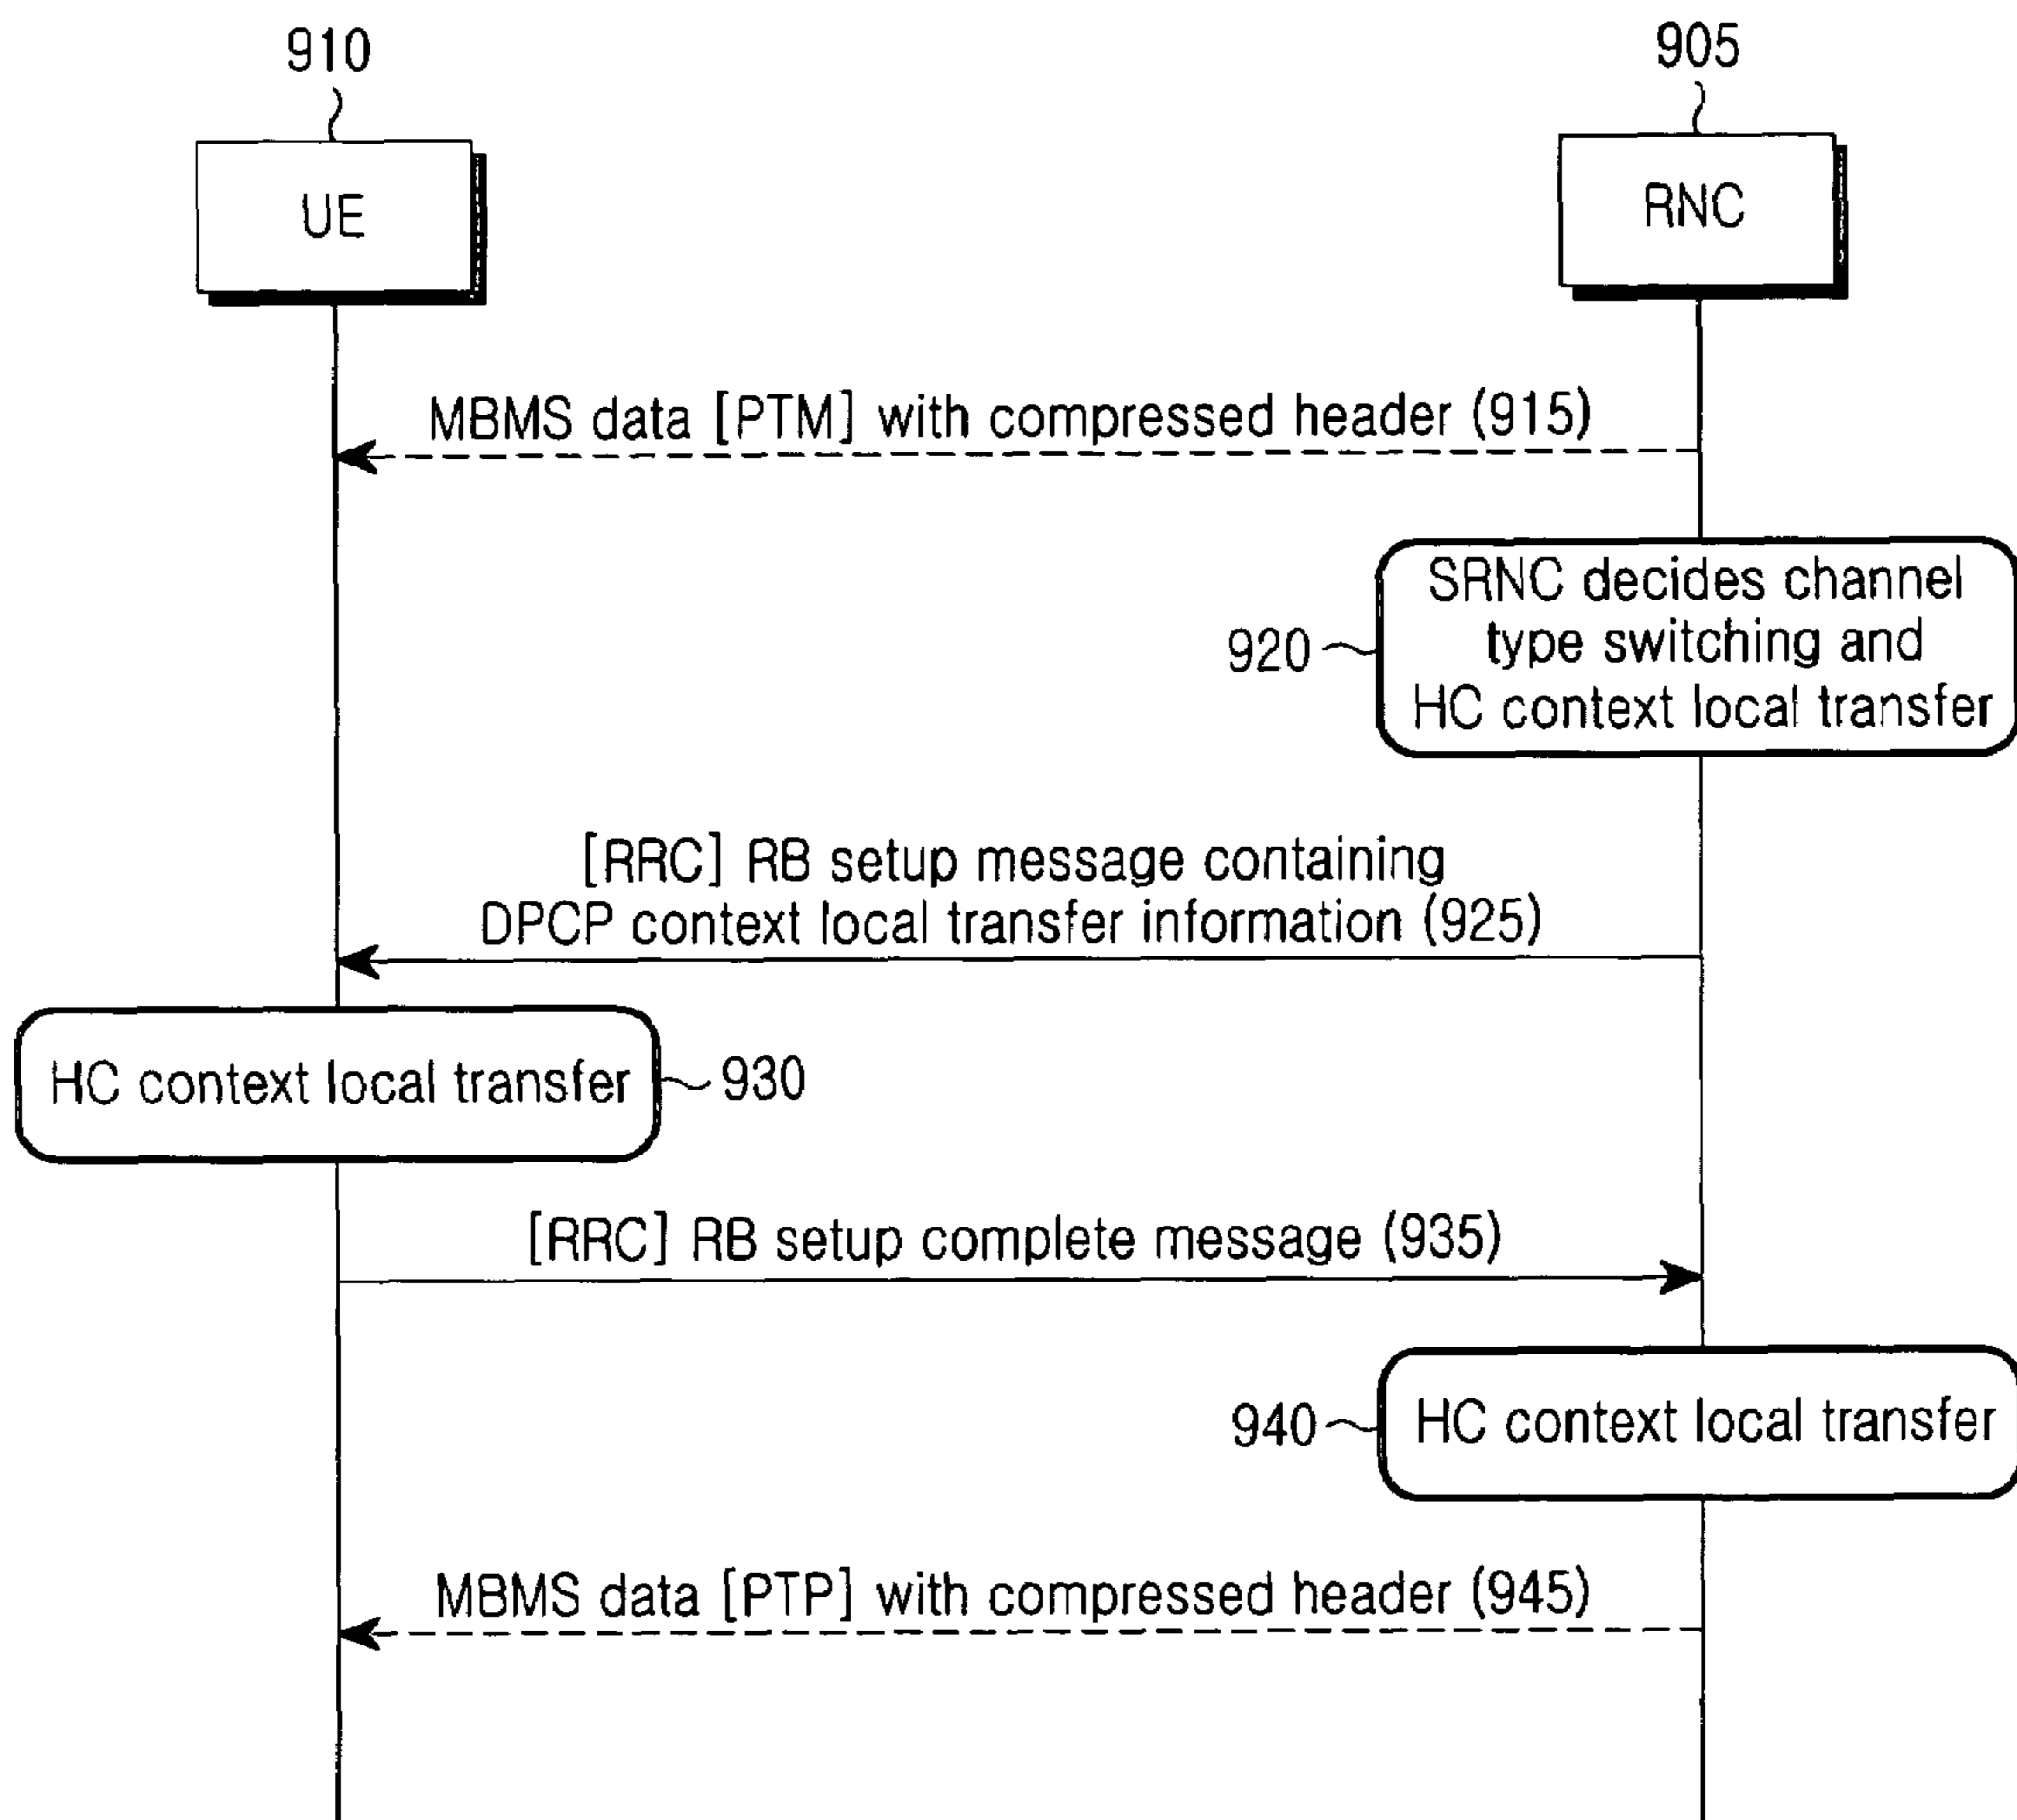 910
905
UE
RNC
MBMS data [PTM] with compressed header (915)
SRNC decides channel
type switching and
HC context local transfer
920
[RRC] RB setup message containing
DPCP context local transfer information (925)
HC context local transfer
930
[RRC] RB setup complete message (935)
940
HC context local transfer
MBMS data [PTP] with compressed header (945)